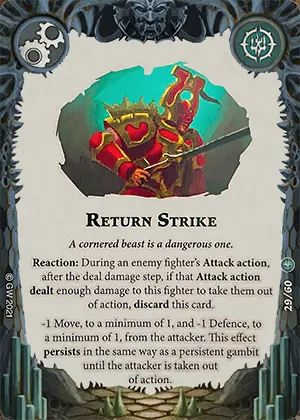 RETURN STRIKE
A cornered beast is a dangerous one.
Reaction: During an enemy fighter's Attack action,
after the deal damage step, if that Attack action
dealt enough damage to this fighter to take them out
of action, discard this card.
-1 Move, to a minimum of 1, and -1 Defence, to
a minimum of 1, from the attacker. This effect
persists in the same way as a persistent gambit
until the attacker is taken out
of action.
© GW 2021
29/60